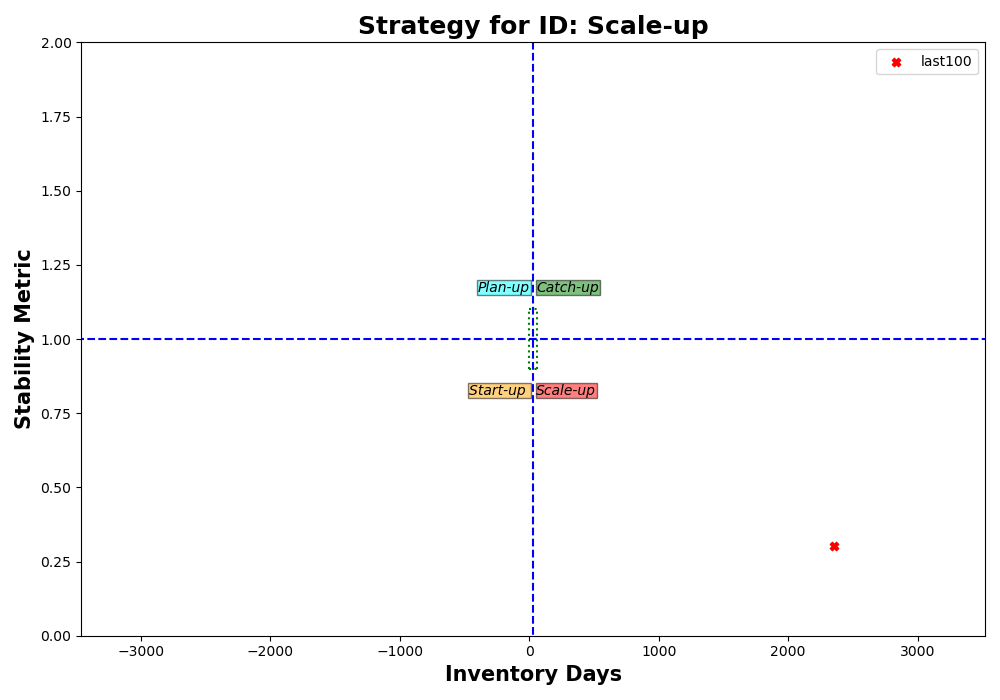 Strategy for ID: Scale-up
last100
2.00
1.75
1.50
1.25
1.00
0.75
0.50
0.25
0.00
Stability Metric
Plan-up
Catch-up
Start-up
Scale-up
−3000
−2000
−1000
0
1000
2000
3000
Inventory Days